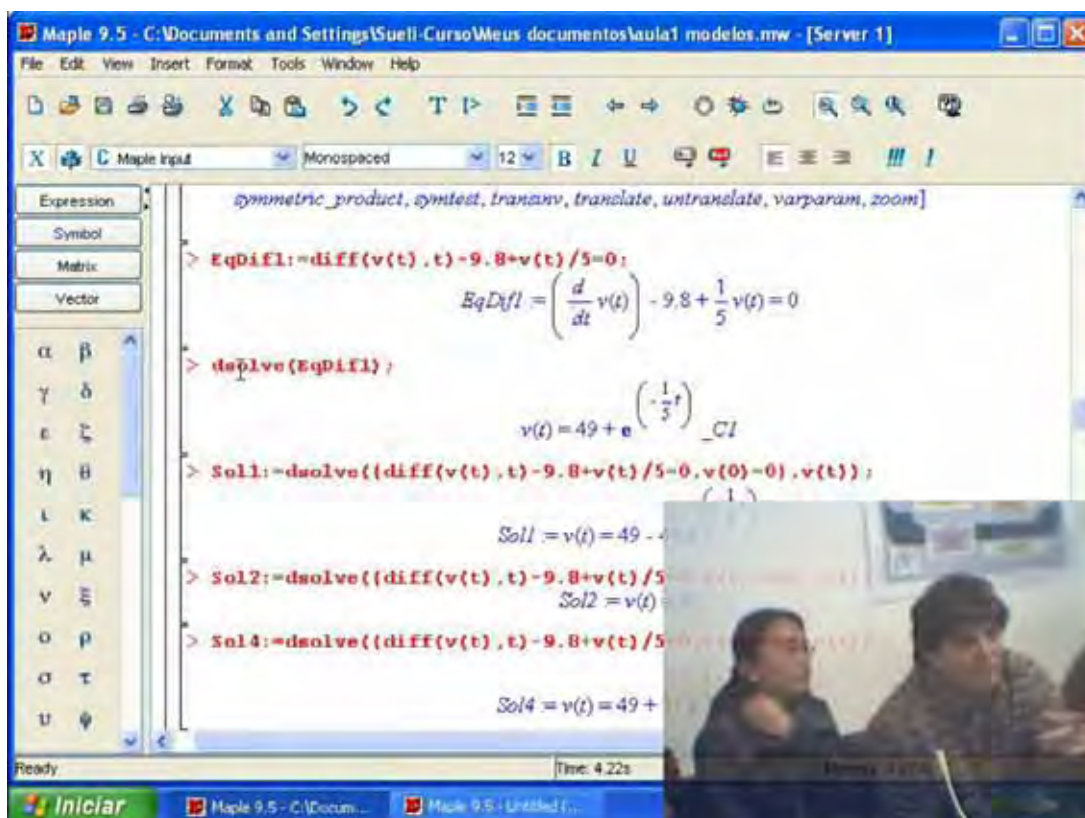 Maple 9.5 - C:\Documents and Settings\Sueli-Curso\Meus documentos\aula1 modelos.mw - [Server 1]
File Edit View Insert Format Tools Window Help
X C Maple Input Monospaced 12 B I U !!! !
Expression
Symbol
Matrix
Vector
α β
γ δ
ε ζ
η θ
ι κ
λ μ
ν ξ
ο ρ
σ τ
υ φ
symmetric_product, symtest, transinv, translate, untranslate, varparam, zoom]
> EqDif1:=diff(v(t),t)-9.8+v(t)/5=0;
EqDif1 := (d/dt v(t)) - 9.8 + 1/5 v(t) = 0
> dsolve(EqDif1);
v(t) = 49 + e^(-1/5 t) _C1
> Sol1:=dsolve((diff(v(t),t)-9.8+v(t)/5=0,v(0)=0),v(t));
Sol1 := v(t) = 49 -
> Sol2:=dsolve((diff(v(t),t)-9.8+v(t)/5
Sol2 := v(t) =
> Sol4:=dsolve((diff(v(t),t)-9.8+v(t)/5
Sol4 := v(t) = 49 +
Ready Time: 4.22s
Iniciar Maple 9.5 - C:\Docum... Maple 9.5 - Untitled (...